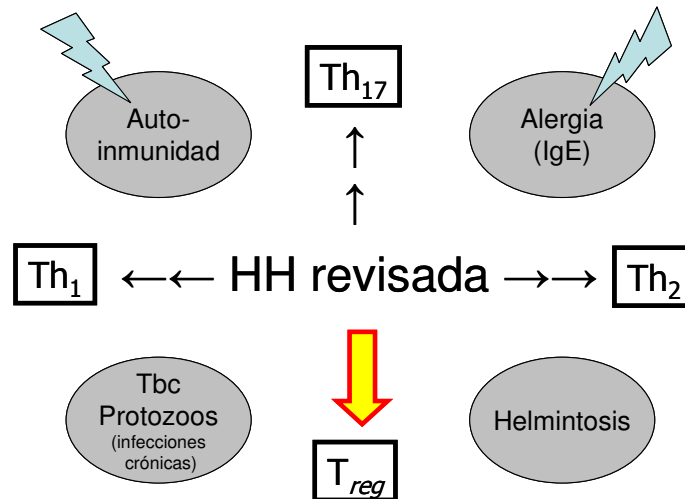 Th17
Auto-
inmunidad
Alergia
(IgE)
↑
↑
Th1 ←← HH revisada →→ Th2
Tbc
Protozoos
(infecciones
crónicas)
Helmintosis
Treg